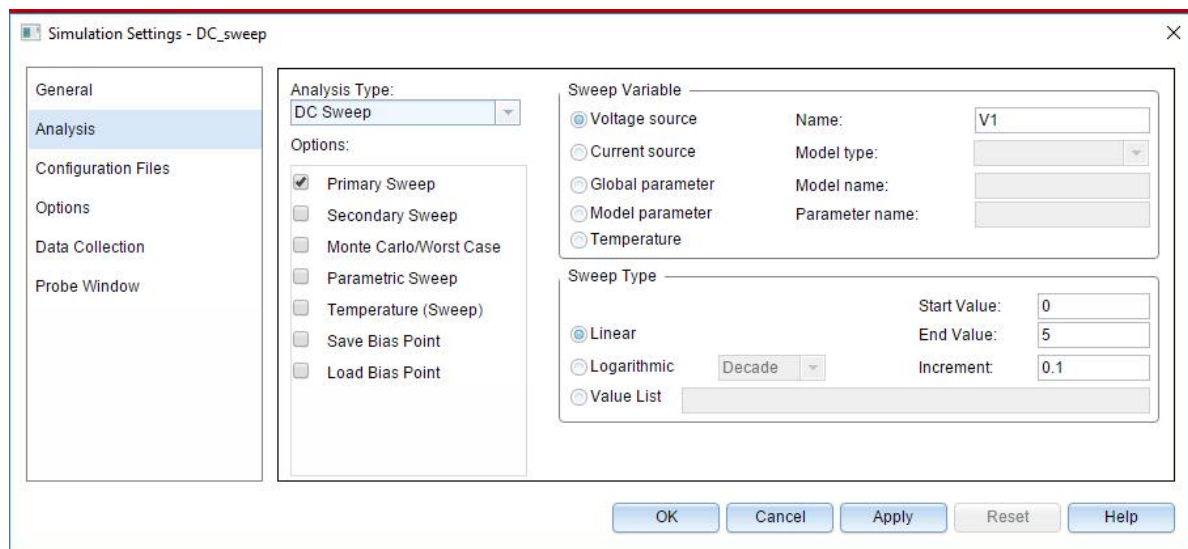 Simulation Settings - DC_sweep
General
Analysis
Configuration Files
Options
Data Collection
Probe Window
Analysis Type:
DC Sweep
Options:
Primary Sweep
Secondary Sweep
Monte Carlo/Worst Case
Parametric Sweep
Temperature (Sweep)
Save Bias Point
Load Bias Point
Sweep Variable
Voltage source Name: V1
Current source Model type:
Global parameter Model name:
Model parameter Parameter name:
Temperature
Sweep Type
Start Value: 0
Linear End Value: 5
Logarithmic Decade Increment: 0.1
Value List
OK Cancel Apply Reset Help